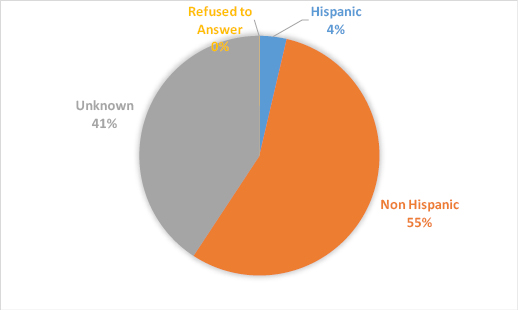 Refused to
Answer
0%
Hispanic
4%
Unknown
41%
Non Hispanic
55%